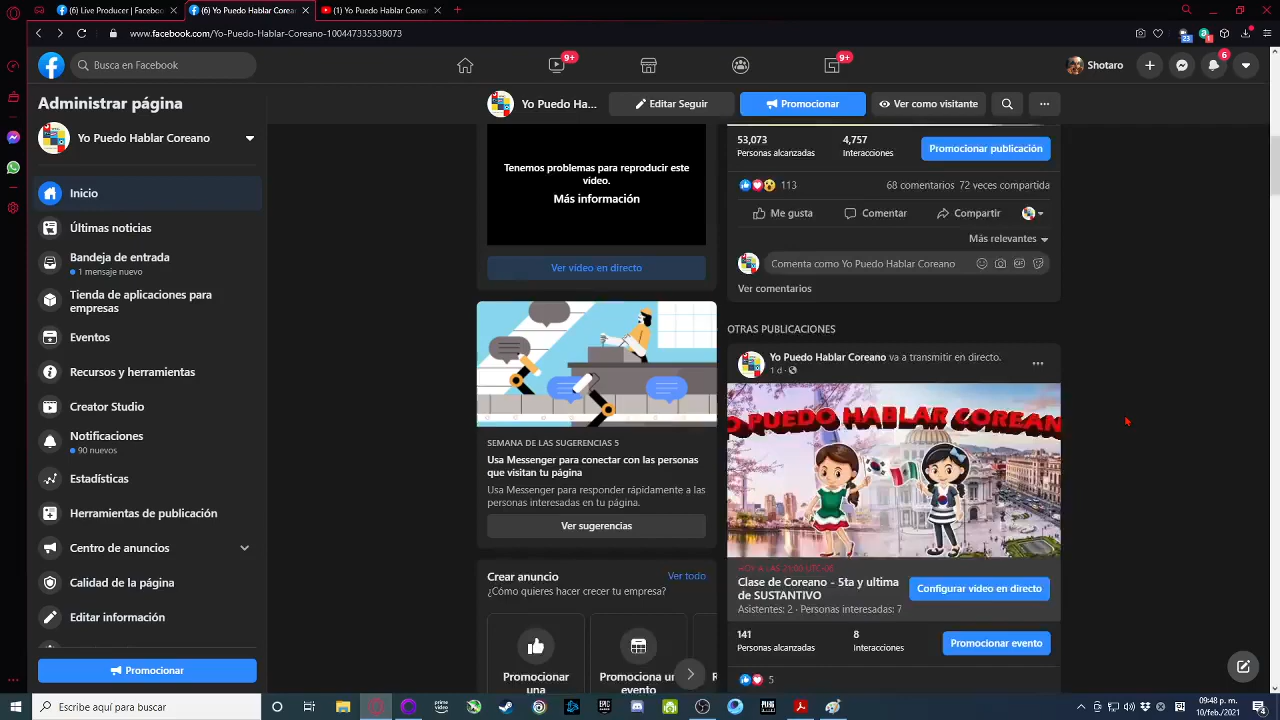 (6) Live Producer | Facebook
(6) Yo Puedo Hablar Corean
(1) Yo Puedo Hablar Corean
www.facebook.com/Yo-Puedo-Hablar-Coreano-100447335338073
Busca en Facebook
9+
9+
Shotaro
6
Administrar página
Yo Puedo Hablar Coreano
Inicio
Últimas noticias
Bandeja de entrada
1 mensaje nuevo
Tienda de aplicaciones para
empresas
Eventos
Recursos y herramientas
Creator Studio
Notificaciones
90 nuevos
Estadísticas
Herramientas de publicación
Centro de anuncios
Calidad de la página
Editar información
Promocionar
Yo Puedo Ha...
Editar Seguir
Promocionar
Ver como visitante
Tenemos problemas para reproducir este
video.
Más información
Ver vídeo en directo
SEMANA DE LAS SUGERENCIAS 5
Usa Messenger para conectar con las personas
que visitan tu página
Usa Messenger para responder rápidamente a las
personas interesadas en tu página.
Ver sugerencias
Crear anuncio
Ver todo
¿Cómo quieres hacer crecer tu empresa?
Promocionar
una
Promociona un
evento
53,073
Personas alcanzadas
4,757
Interacciones
Promocionar publicación
113
68 comentarios 72 veces compartida
Me gusta
Comentar
Compartir
Más relevantes
Comenta como Yo Puedo Hablar Coreano
Ver comentarios
OTRAS PUBLICACIONES
Yo Puedo Hablar Coreano va a transmitir en directo.
1 d
O PUEDO HABLAR COREAN
HOY A LAS 21:00 UTC-06
Clase de Coreano - 5ta y ultima
de SUSTANTIVO
Asistentes: 2 · Personas interesadas: 7
Configurar vídeo en directo
141
Personas alcanzadas
8
Interacciones
Promocionar evento
5
Escribe aquí para buscar
09:48 p. m.
10/feb./2021